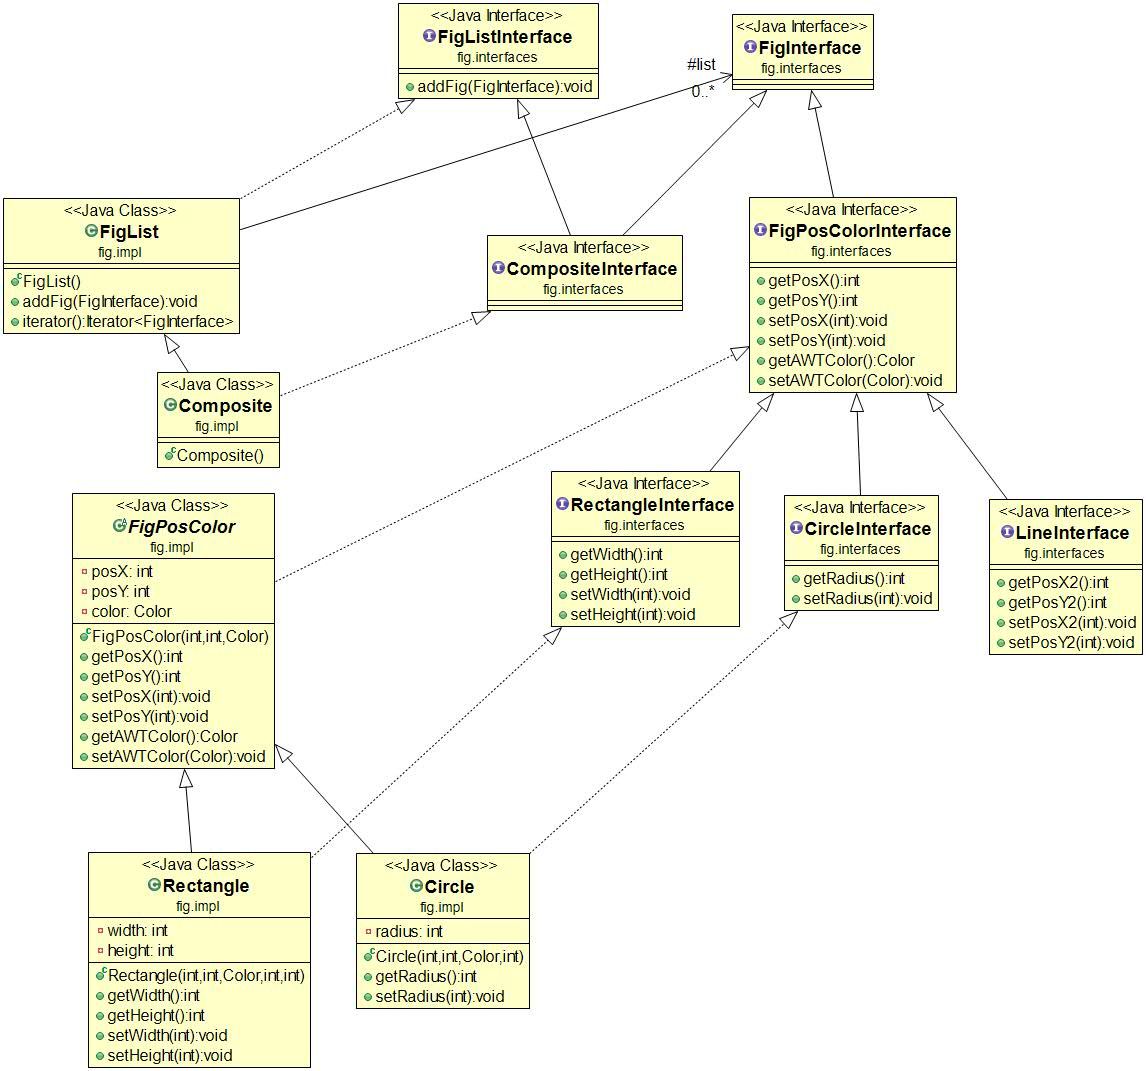 <<Java Interface>>
FigListInterface
fig.interfaces
addFig(FigInterface):void
<<Java Interface>>
FigInterface
fig.interfaces
#list
0..*
<<Java Class>>
FigList
fig.impl
FigList()
addFig(FigInterface):void
iterator():Iterator<FigInterface>
<<Java Interface>>
CompositeInterface
fig.interfaces
<<Java Interface>>
FigPosColorInterface
fig.interfaces
getPosX():int
getPosY():int
setPosX(int):void
setPosY(int):void
getAWTColor():Color
setAWTColor(Color):void
<<Java Class>>
Composite
fig.impl
Composite()
<<Java Class>>
FigPosColor
fig.impl
posX: int
posY: int
color: Color
FigPosColor(int,int,Color)
getPosX():int
getPosY():int
setPosX(int):void
setPosY(int):void
getAWTColor():Color
setAWTColor(Color):void
<<Java Interface>>
RectangleInterface
fig.interfaces
getWidth():int
getHeight():int
setWidth(int):void
setHeight(int):void
<<Java Interface>>
CircleInterface
fig.interfaces
getRadius():int
setRadius(int):void
<<Java Interface>>
LineInterface
fig.interfaces
getPosX2():int
getPosY2():int
setPosX2(int):void
setPosY2(int):void
<<Java Class>>
Rectangle
fig.impl
width: int
height: int
Rectangle(int,int,Color,int,int)
getWidth():int
getHeight():int
setWidth(int):void
setHeight(int):void
<<Java Class>>
Circle
fig.impl
radius: int
Circle(int,int,Color,int)
getRadius():int
setRadius(int):void